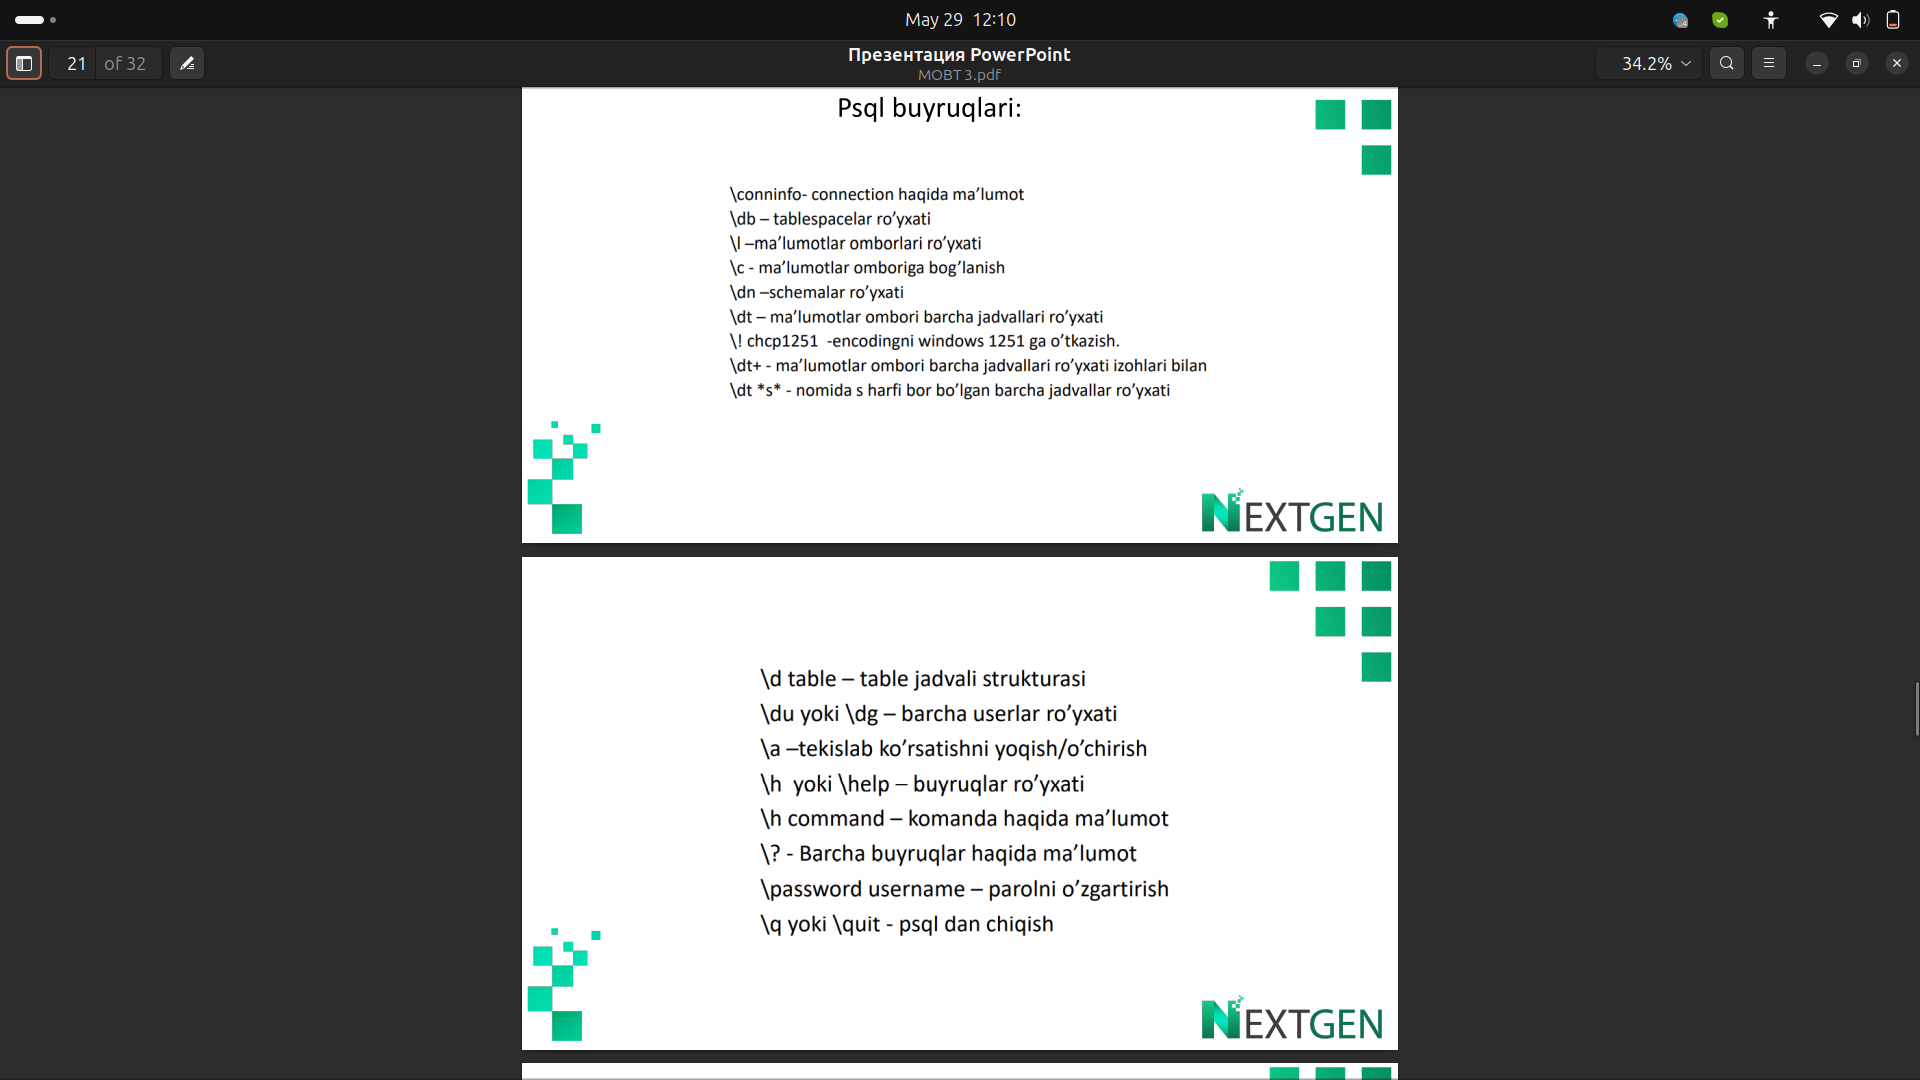 May 29  12:10
21 of 32
Презентация PowerPoint
МОВТ 3.pdf
34.2%
Psql buyruqlari:
\conninfo- connection haqida ma’lumot
\db – tablespacelar ro’yxati
\l –ma’lumotlar omborlari ro’yxati
\c - ma’lumotlar omboriga bog’lanish
\dn –schemalar ro’yxati
\dt – ma’lumotlar ombori barcha jadvallari ro’yxati
\! chcp1251  -encodingni windows 1251 ga o’tkazish.
\dt+ - ma’lumotlar ombori barcha jadvallari ro’yxati izohlari bilan
\dt *s* - nomida s harfi bor bo’lgan barcha jadvallar ro’yxati
NEXTGEN
\d table – table jadvali strukturasi
\du yoki \dg – barcha userlar ro’yxati
\a –tekislab ko’rsatishni yoqish/o’chirish
\h  yoki \help – buyruqlar ro’yxati
\h command – komanda haqida ma’lumot
\? - Barcha buyruqlar haqida ma’lumot
\password username – parolni o’zgartirish
\q yoki \quit - psql dan chiqish
NEXTGEN